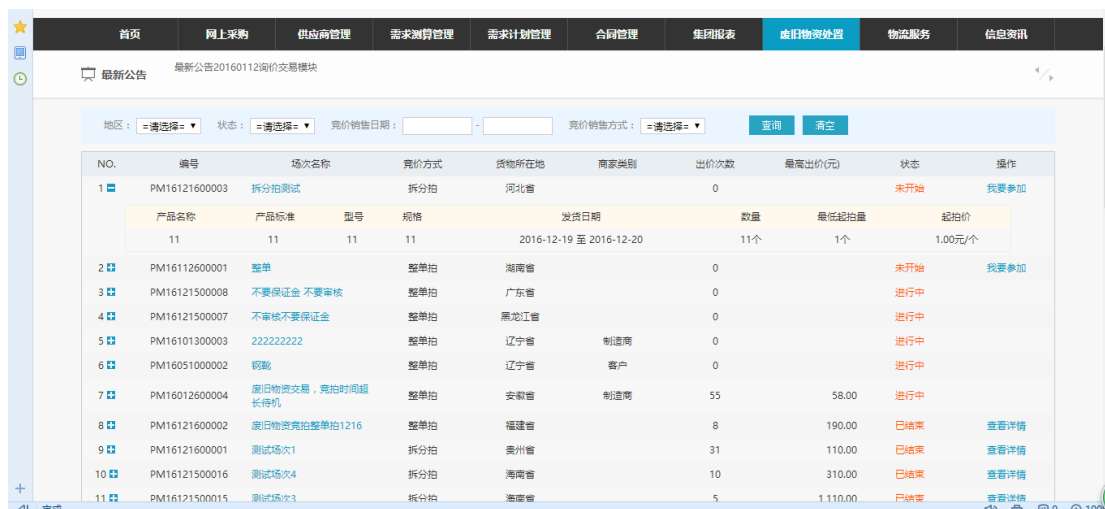 首页 网上采购 供应商管理 需求测算管理 需求计划管理 合同管理 集团报表 废旧物资处置 物流服务 信息资讯
最新公告 最新公告20160112询价交易模块
地区： =请选择= 状态： =请选择= 竞价销售日期： - 竞价销售方式： =请选择= 查询 清空
NO. 编号 场次名称 竞价方式 货物所在地 商家类别 出价次数 最高出价(元) 状态 操作
1 PM16121600003 拆分拍测试 拆分拍 河北省 0 未开始 我要参加
产品名称 产品标准 型号 规格 发货日期 数量 最低起拍量 起拍价
11 11 11 11 2016-12-19 至 2016-12-20 11个 1个 1.00元/个
2 PM16112600001 整单 整单拍 湖南省 0 未开始 我要参加
3 PM16121500008 不要保证金 不要审核 整单拍 广东省 0 进行中
4 PM16121500007 不审核不要保证金 整单拍 黑龙江省 0 进行中
5 PM16101300003 222222222 整单拍 辽宁省 制造商 0 进行中
6 PM16051000002 钢靴 整单拍 辽宁省 客户 0 进行中
7 PM16012600004 废旧物资交易，竞拍时间超 整单拍 安徽省 制造商 55 58.00 进行中
长待机
8 PM16121600002 废旧物资竞拍整单拍1216 整单拍 福建省 8 190.00 已结束 查看详情
9 PM16121600001 测试场次1 拆分拍 贵州省 31 110.00 已结束 查看详情
10 PM16121500016 测试场次4 拆分拍 海南省 10 310.00 已结束 查看详情
11 PM16121500015 测试场次3 拆分拍 海南省 5 1,110.00 已结束 查看详情